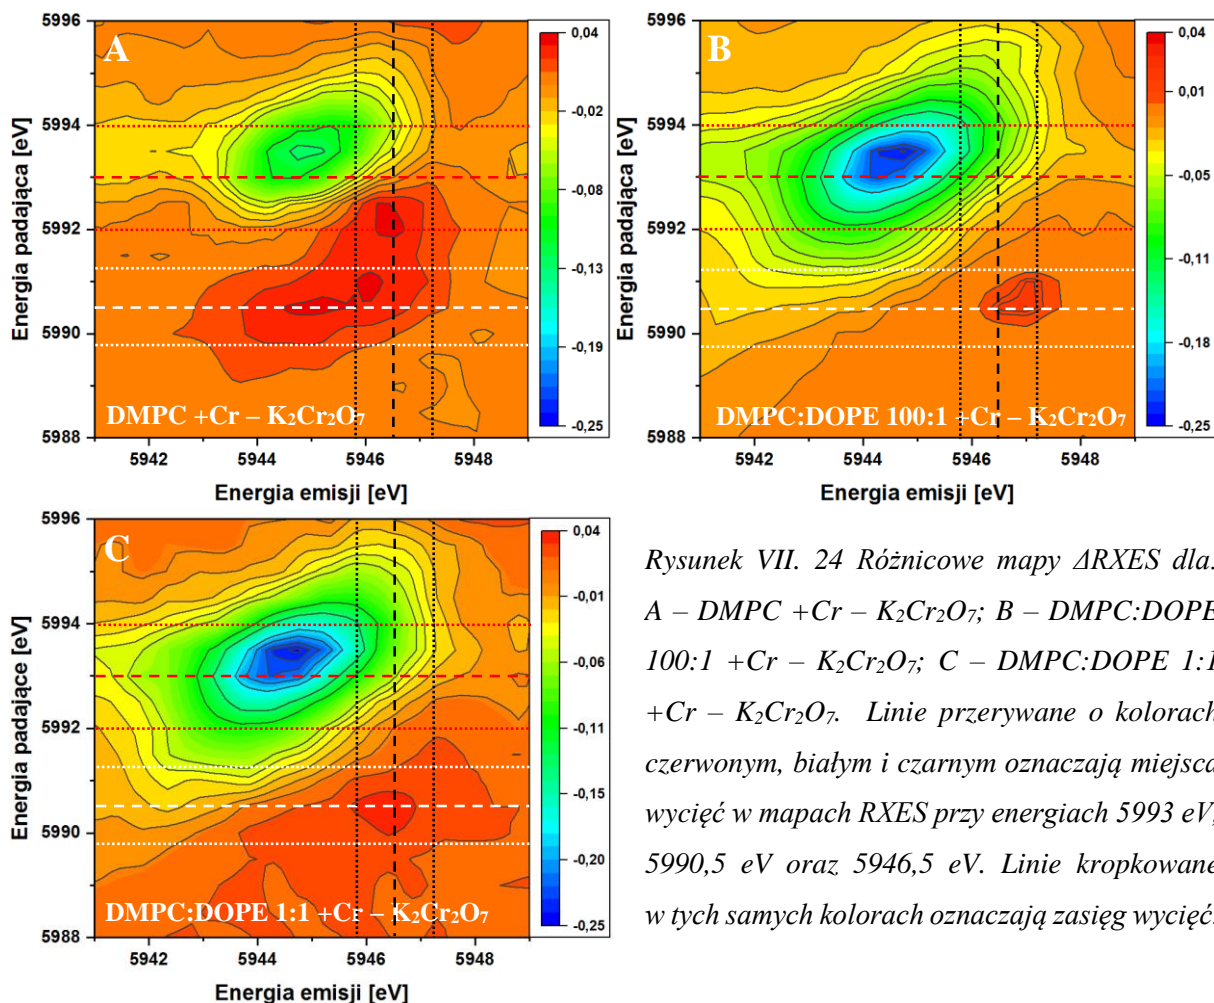 A
5996
5994
5992
5990
5988
Energia padająca [eV]
5942 5944 5946 5948
Energia emisji [eV]
DMPC +Cr – K₂Cr₂O₇
0,04
-0,02
-0,08
-0,13
-0,19
-0,25
B
5996
5994
5992
5990
5988
Energia padająca [eV]
5942 5944 5946 5948
Energia emisji [eV]
DMPC:DOPE 100:1 +Cr – K₂Cr₂O₇
0,04
0,01
-0,05
-0,11
-0,18
-0,25
C
5996
5994
5992
5990
5988
Energia padające [eV]
5942 5944 5946 5948
Energia emisji [eV]
DMPC:DOPE 1:1 +Cr – K₂Cr₂O₇
0,04
-0,01
-0,06
-0,11
-0,20
-0,25
Rysunek VII. 24 Różnicowe mapy ΔRXES dla:
A – DMPC +Cr – K₂Cr₂O₇; B – DMPC:DOPE
100:1 +Cr – K₂Cr₂O₇; C – DMPC:DOPE 1:1
+Cr – K₂Cr₂O₇. Linie przerywane o kolorach
czerwonym, białym i czarnym oznaczają miejsca
wycięć w mapach RXES przy energiach 5993 eV,
5990,5 eV oraz 5946,5 eV. Linie kropkowane
w tych samych kolorach oznaczają zasięg wycięć.